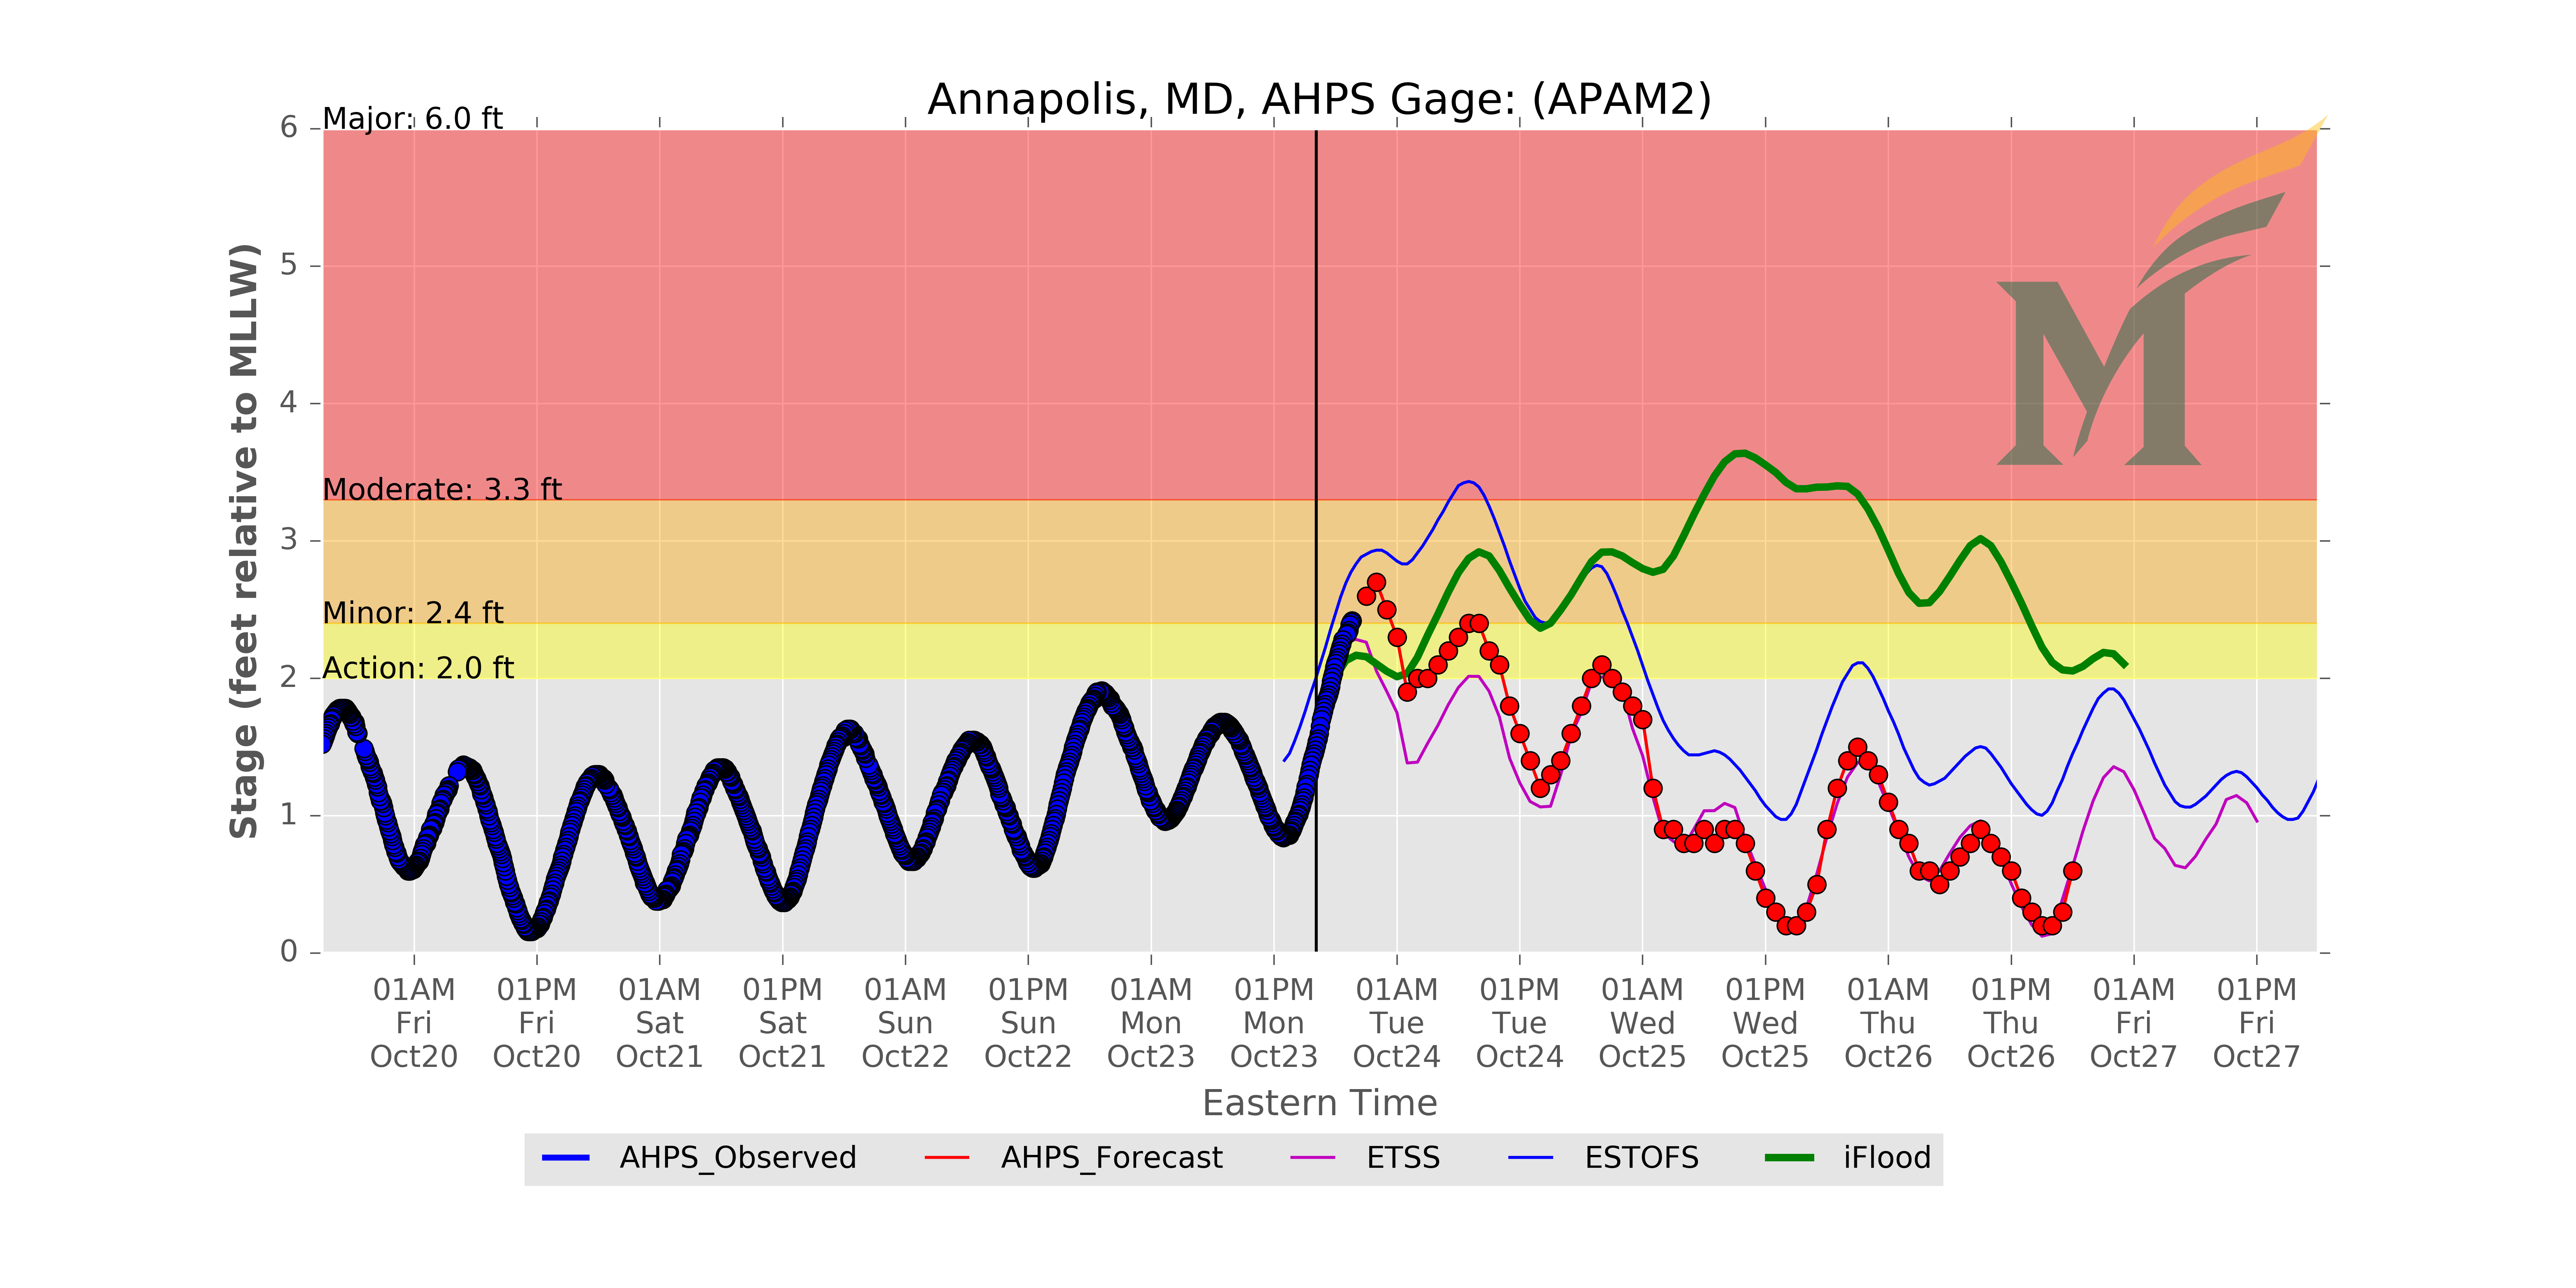 Annapolis, MD, AHPS Gage: (APAM2)
Major: 6.0 ft
Moderate: 3.3 ft
Minor: 2.4 ft
Action: 2.0 ft
Stage (feet relative to MLLW)
6
5
4
3
2
1
0
01AM 01PM 01AM 01PM 01AM 01PM 01AM 01PM 01AM 01PM 01AM 01PM 01AM 01PM 01AM 01PM
Fri Fri Sat Sat Sun Sun Mon Mon Tue Tue Wed Wed Thu Thu Fri Fri
Oct20 Oct20 Oct21 Oct21 Oct22 Oct22 Oct23 Oct23 Oct24 Oct24 Oct25 Oct25 Oct26 Oct26 Oct27 Oct27
Eastern Time
AHPS_Observed AHPS_Forecast ETSS ESTOFS iFlood
M